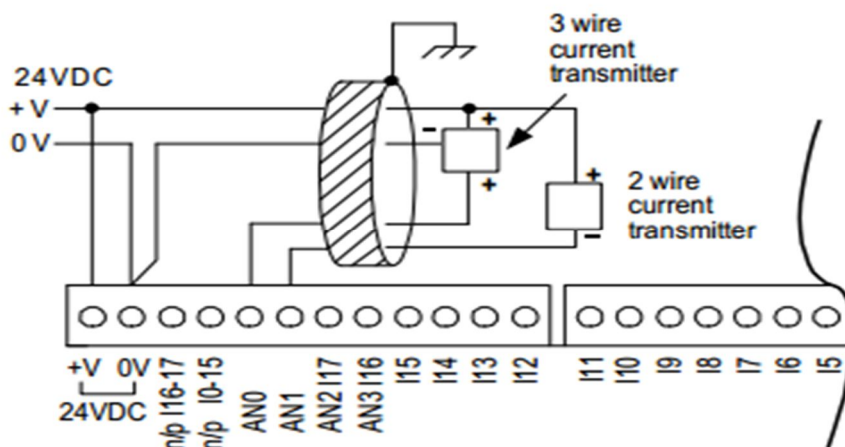 3 wire
current
transmitter
24VDC
+ V
0 V
-
+
+
+
-
2 wire
current
transmitter
+V
0V
n/p I16-17
n/p I0-15
AN0
AN1
AN2 I17
AN3 I16
I15
I14
I13
I12
I11
I10
I9
I8
I7
I6
I5
24VDC